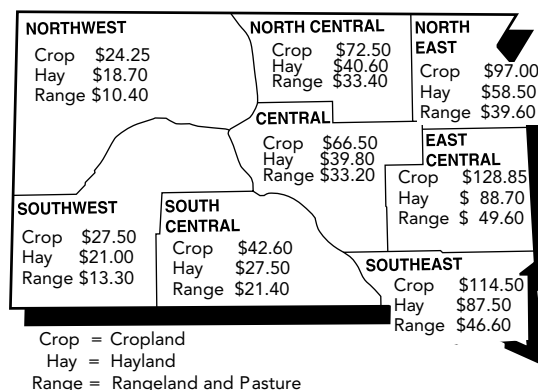 NORTHWEST
Crop $24.25
Hay $18.70
Range $10.40
NORTH CENTRAL
Crop $72.50
Hay $40.60
Range $33.40
NORTH
EAST
Crop $97.00
Hay $58.50
Range $39.60
CENTRAL
Crop $66.50
Hay $39.80
Range $33.20
EAST
CENTRAL
Crop $128.85
Hay $ 88.70
Range $ 49.60
SOUTHWEST
Crop $27.50
Hay $21.00
Range $13.30
SOUTH
CENTRAL
Crop $42.60
Hay $27.50
Range $21.40
SOUTHEAST
Crop $114.50
Hay $87.50
Range $46.60
Crop = Cropland
Hay = Hayland
Range = Rangeland and Pasture